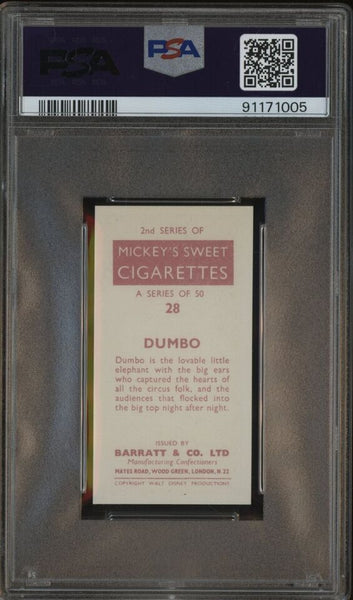 PSA
PSA
91171005
2nd SERIES OF
MICKEY'S SWEET
CIGARETTES
A SERIES OF 50
28
DUMBO
Dumbo is the lovable little
elephant with the big ears
who captured the hearts of
all the circus folk, and the
audiences that flocked into
the big top night after night.
ISSUED BY
BARRATT & CO. LTD
Manufacturing Confectioners
MAYES ROAD, WOOD GREEN, LONDON, N 22
COPYRIGHT WALT DISNEY PRODUCTIONS